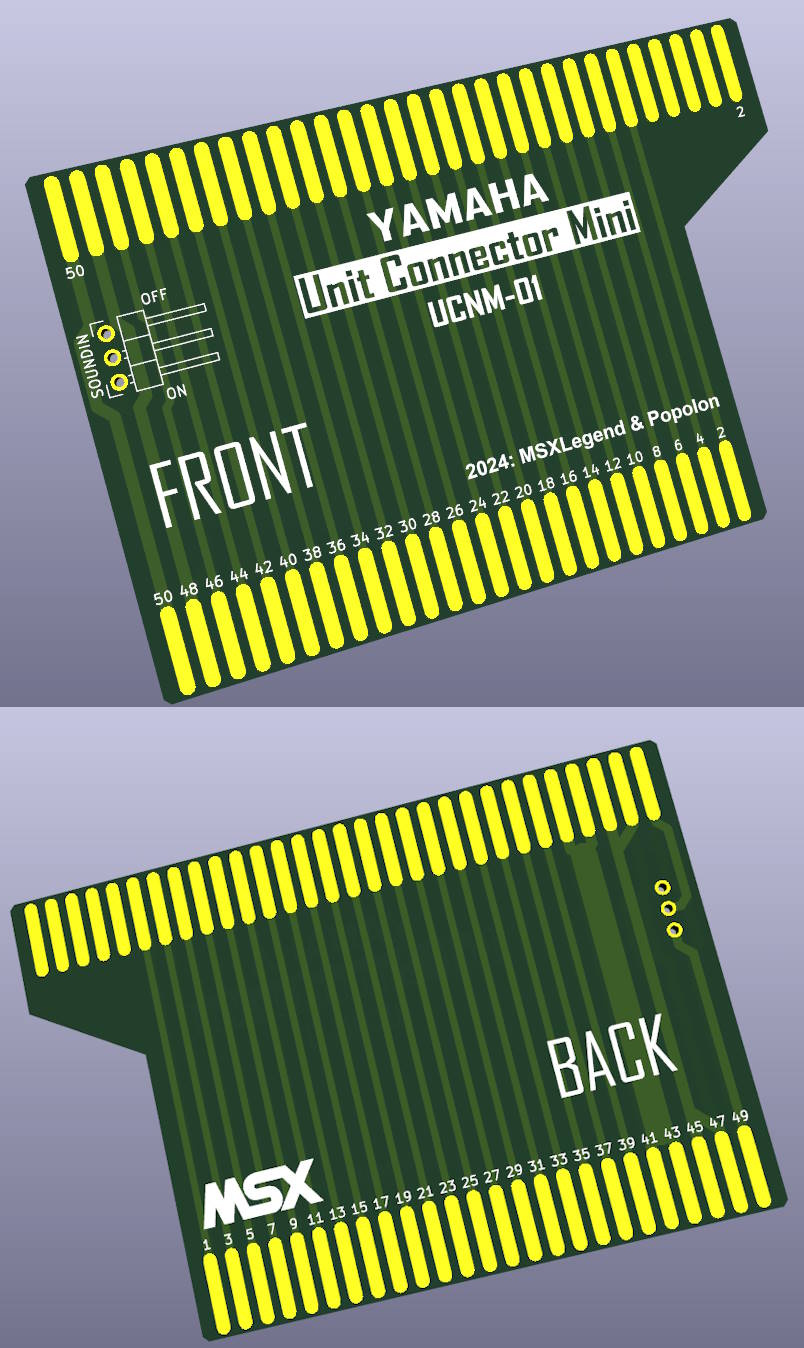 2
YAMAHA
Unit Connector Mini
UCNM-01
50
OFF
SOUNDIN
ON
FRONT
2024: MSXLegend & Popolon
50 48 46 44 42 40 38 36 34 32 30 28 26 24 22 20 18 16 14 12 10 8 6 4 2
BACK
MSX
1 3 5 7 9 11 13 15 17 19 21 23 25 27 29 31 33 35 37 39 41 43 45 47 49